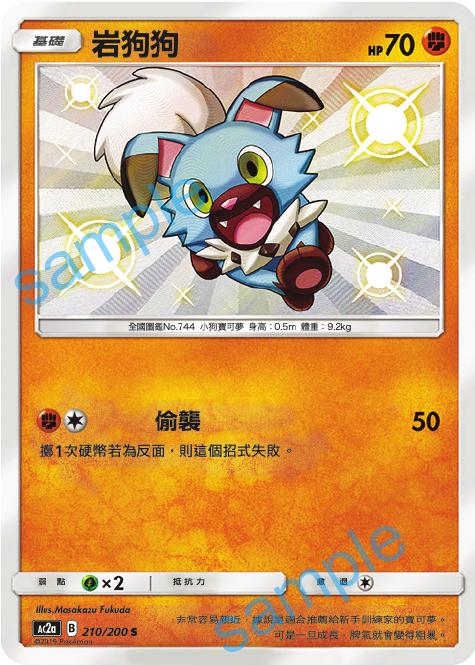 基礎 岩狗狗 HP70
全國圖鑑No.744 小狗寶可夢 身高：0.5m 體重：9.2kg
偷襲 50
擲1次硬幣若為反面，則這個招式失敗。
弱點 ×2 抵抗力 撤退
Illus.Masakazu Fukuda
AC2a B 210/200 S
非常容易親近，據說是適合推薦給新手訓練家的寶可夢。
可是一旦成長，脾氣就會變得粗暴。
©2019 Pokémon
sample
sample